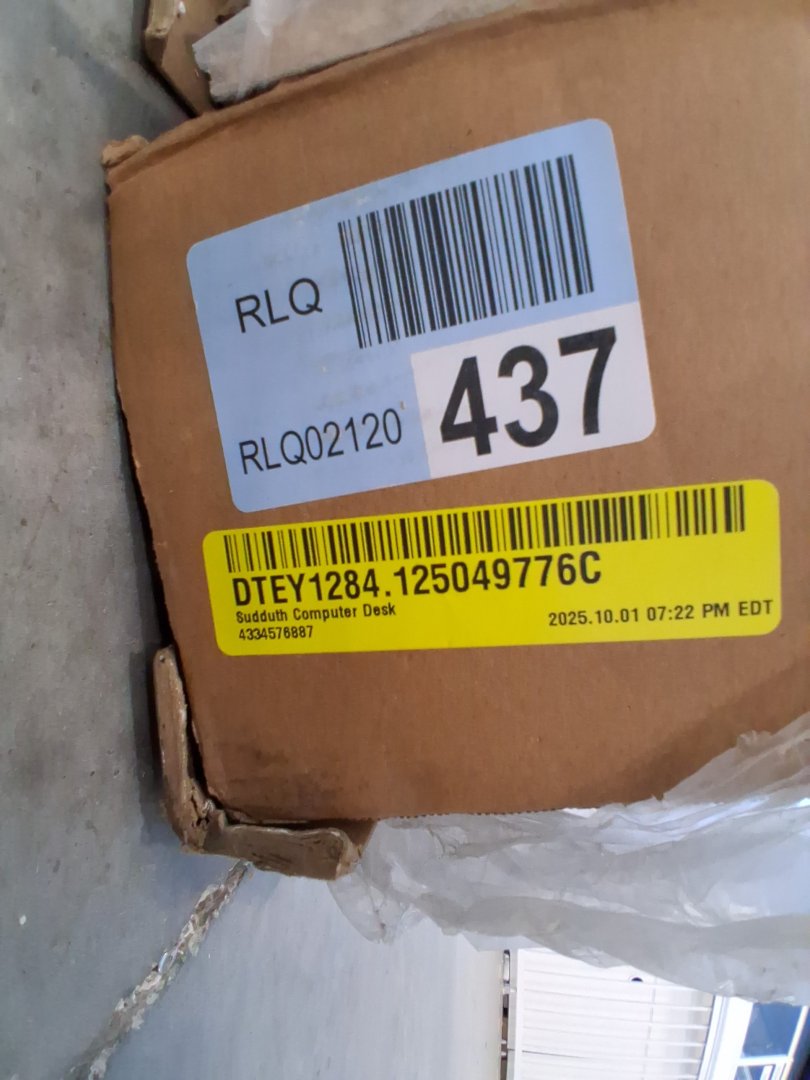 RLQ
RLQ02120
437
DTEY1284.125049776C
Sudduth Computer Desk
4334576887
2025.10.01 07:22 PM EDT